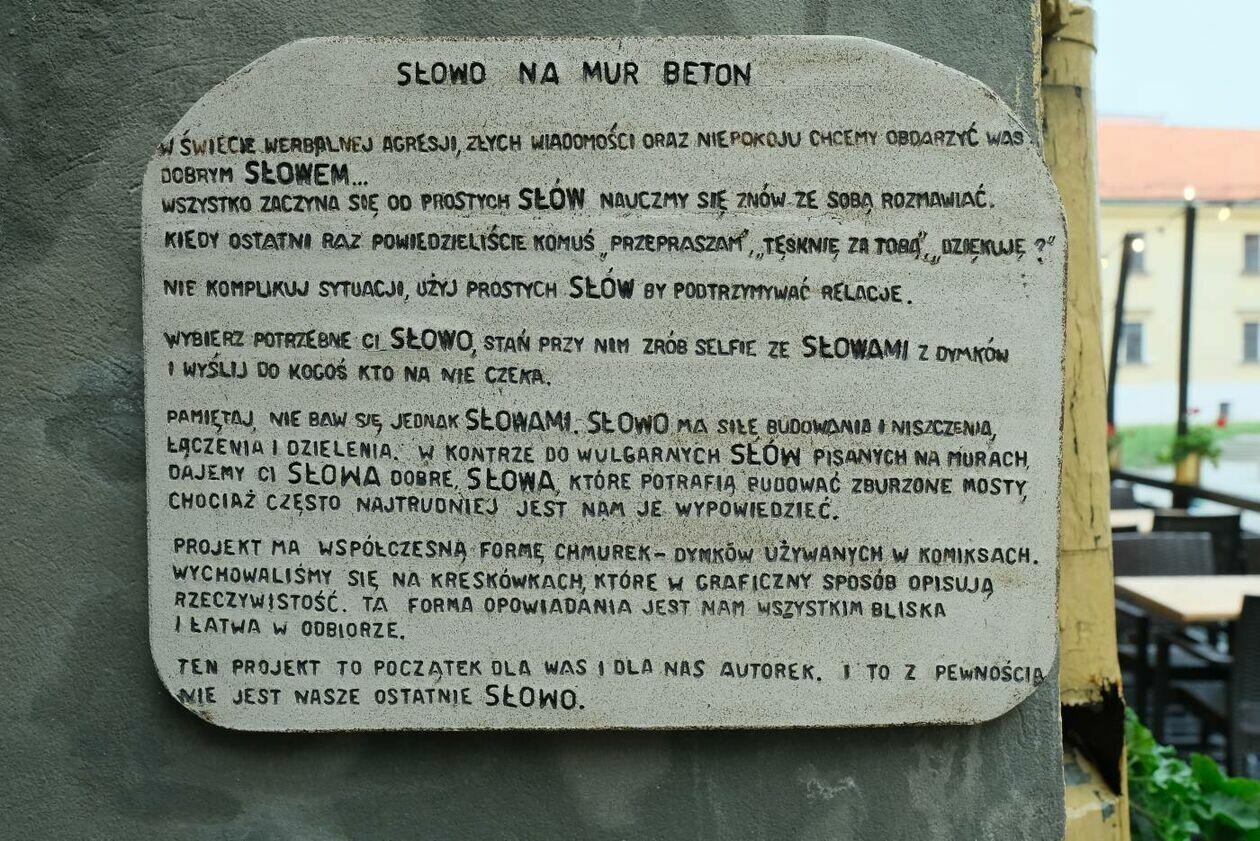 SŁOWO NA MUR BETON
W ŚWIECIE WERBALNEJ AGRESJI, ZŁYCH WIADOMOŚCI ORAZ NIEPOKOJU CHCEMY OBDARZYĆ WAS
DOBRYM SŁOWEM...
WSZYSTKO ZACZYNA SIĘ OD PROSTYCH SŁÓW NAUCZMY SIĘ ZNÓW ZE SOBĄ ROZMAWIAĆ.
KIEDY OSTATNI RAZ POWIEDZIELIŚCIE KOMUŚ „PRZEPRASZAM”, „TĘSKNIĘ ZA TOBĄ”, „DZIĘKUJĘ ?”
NIE KOMPLIKUJ SYTUACJI, UŻYJ PROSTYCH SŁÓW BY PODTRZYMYWAĆ RELACJE.
WYBIERZ POTRZEBNE CI SŁOWO, STAŃ PRZY NIM ZRÓB SELFIE ZE SŁOWAMI Z DYMKÓW
I WYŚLIJ DO KOGOŚ KTO NA NIE CZEKA.
PAMIĘTAJ, NIE BAW SIĘ JEDNAK SŁOWAMI. SŁOWO MA SIŁĘ BUDOWANIA I NISZCZENIA,
ŁĄCZENIA I DZIELENIA. W KONTRZE DO WULGARNYCH SŁÓW PISANYCH NA MURACH,
DAJEMY CI SŁOWA DOBRE, SŁOWA, KTÓRE POTRAFIĄ BUDOWAĆ ZBURZONE MOSTY,
CHOCIAŻ CZĘSTO NAJTRUDNIEJ JEST NAM JE WYPOWIEDZIEĆ.
PROJEKT MA WSPÓŁCZESNĄ FORMĘ CHMUREK – DYMKÓW UŻYWANYCH W KOMIKSACH.
WYCHOWALIŚMY SIĘ NA KRESKÓWKACH, KTÓRE W GRAFICZNY SPOSÓB OPISUJĄ
RZECZYWISTOŚĆ. TA FORMA OPOWIADANIA JEST NAM WSZYSTKIM BLISKA
I ŁATWA W ODBIORZE.
TEN PROJEKT TO POCZĄTEK DLA WAS I DLA NAS AUTOREK. I TO Z PEWNOŚCIĄ
NIE JEST NASZE OSTATNIE SŁOWO.